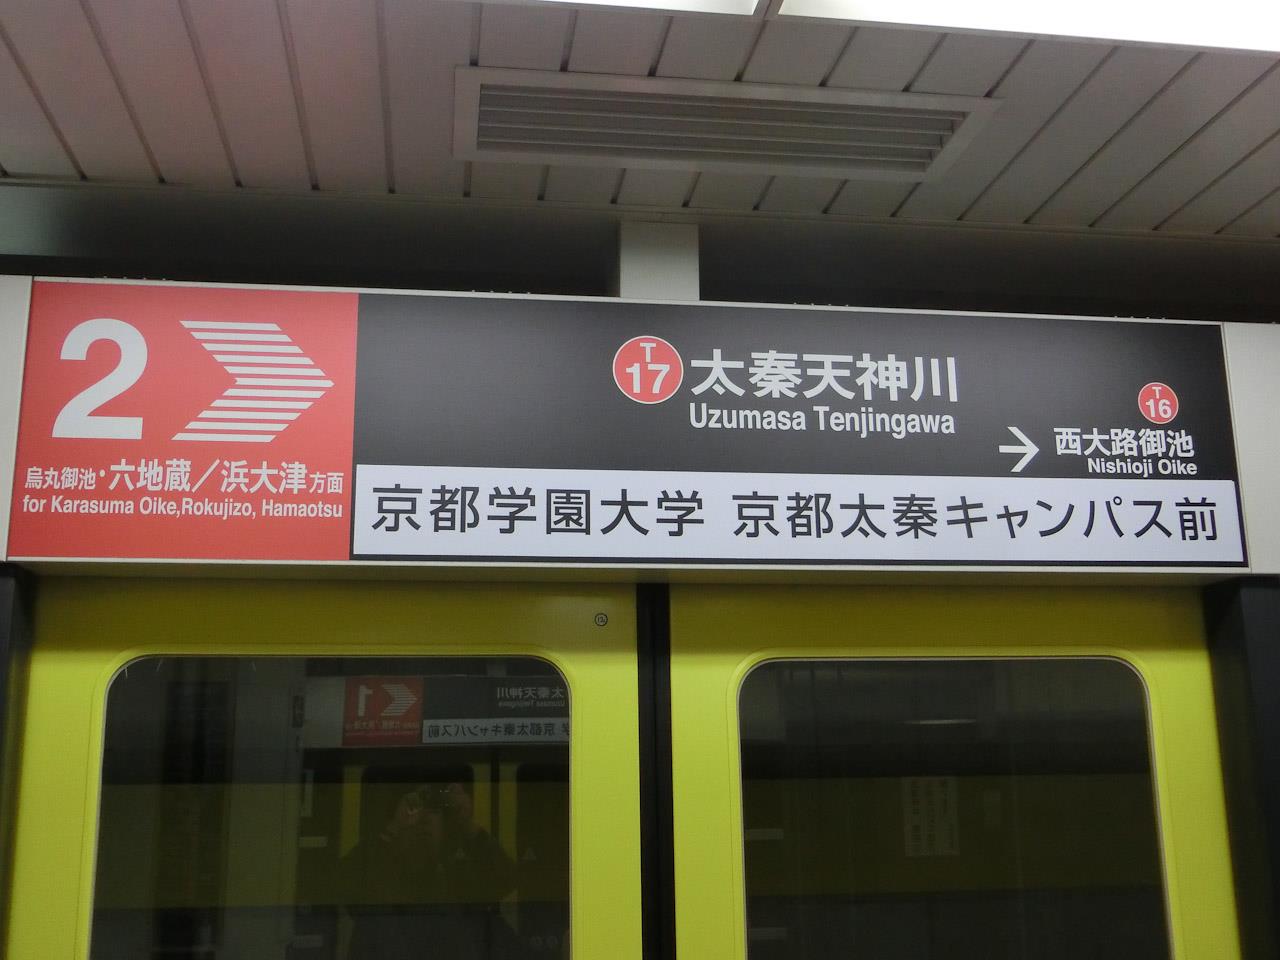 2
烏丸御池・六地蔵／浜大津方面
for Karasuma Oike,Rokujizo, Hamaotsu
T
17
太秦天神川
Uzumasa Tenjingawa
T
16
→ 西大路御池
Nishioji Oike
京都学園大学 京都太秦キャンパス前